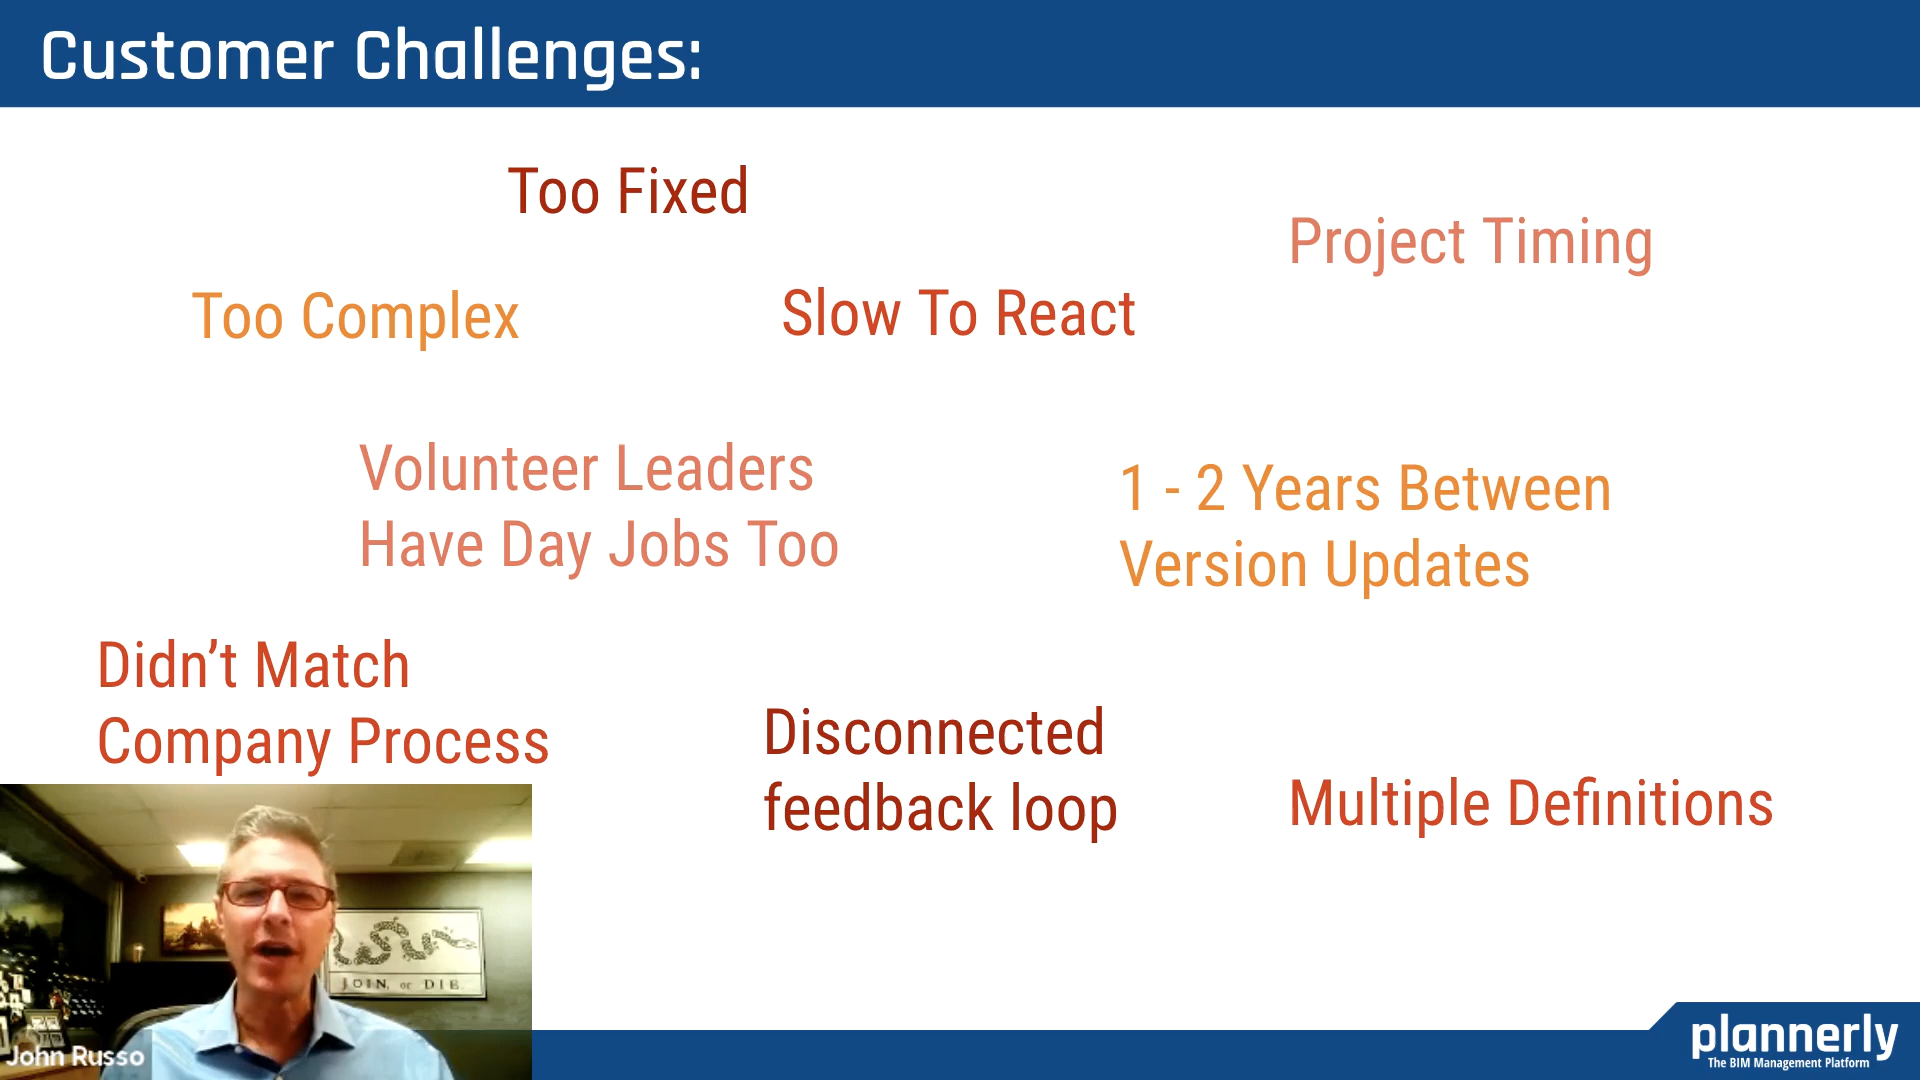 Customer Challenges:
Too Fixed
Project Timing
Too Complex
Slow To React
Volunteer Leaders
Have Day Jobs Too
1 - 2 Years Between
Version Updates
Didn’t Match
Company Process
Disconnected
feedback loop
Multiple Definitions
JOIN, or DIE.
John Russo
plannerly
The BIM Management Platform